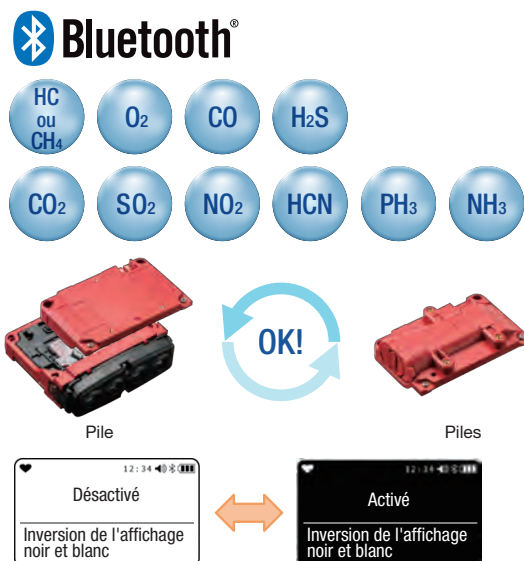 Bluetooth®
HC
ou
CH₄
O₂
CO
H₂S
CO₂
SO₂
NO₂
HCN
PH₃
NH₃
OK!
Pile
Piles
12:34
Désactivé
Inversion de l'affichage
noir et blanc
12:34
Activé
Inversion de l'affichage
noir et blanc